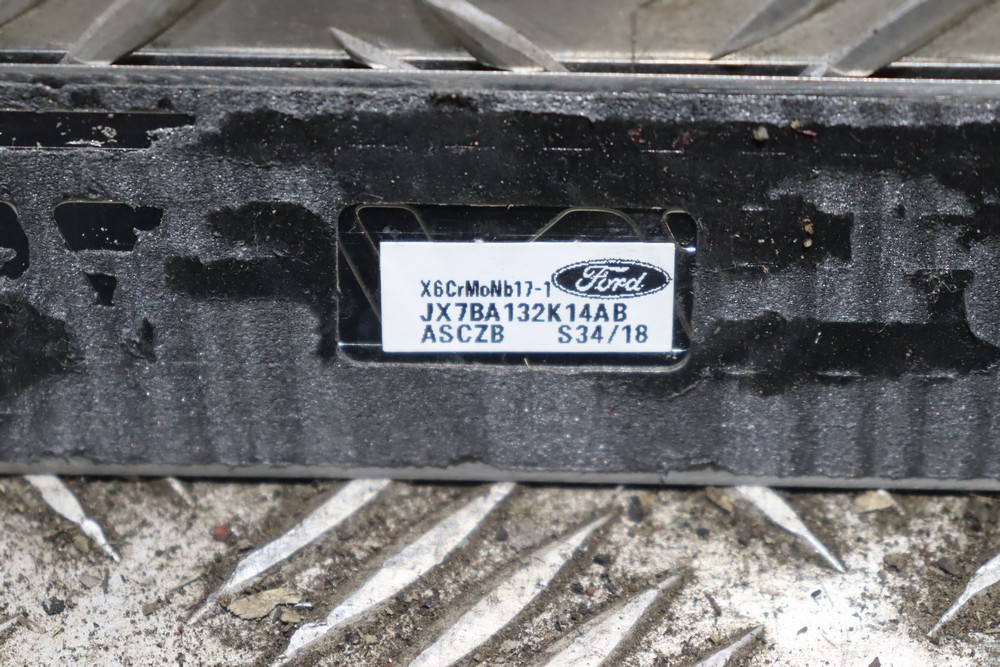 X6CrMoNb17-1 Ford
JX7BA132K14AB
ASCZB S34/18